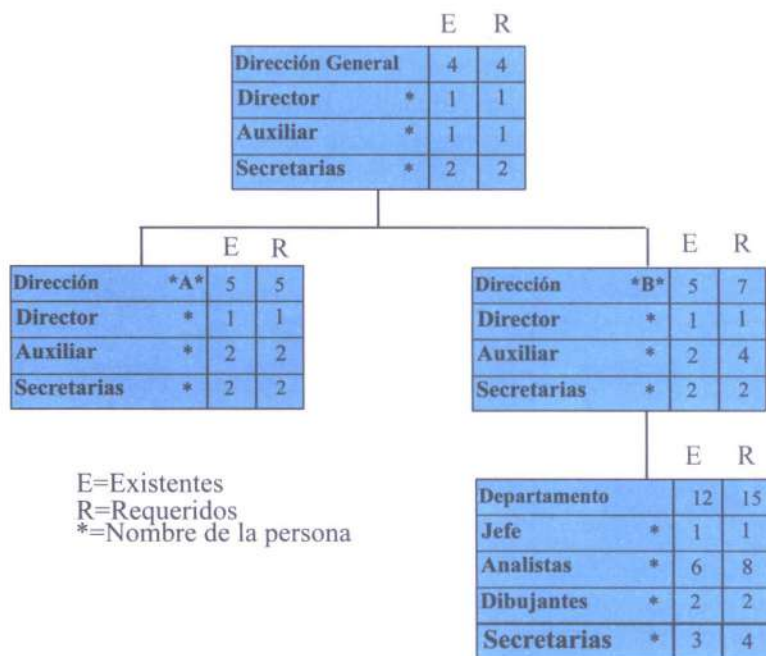 E R
Dirección General 4 4
Director * 1 1
Auxiliar * 1 1
Secretarias * 2 2
E R
Dirección *A* 5 5
Director * 1 1
Auxiliar * 2 2
Secretarias * 2 2
E R
Dirección *B* 5 7
Director * 1 1
Auxiliar * 2 4
Secretarias * 2 2
E=Existentes
R=Requeridos
*=Nombre de la persona
E R
Departamento 12 15
Jefe * 1 1
Analistas * 6 8
Dibujantes * 2 2
Secretarias * 3 4